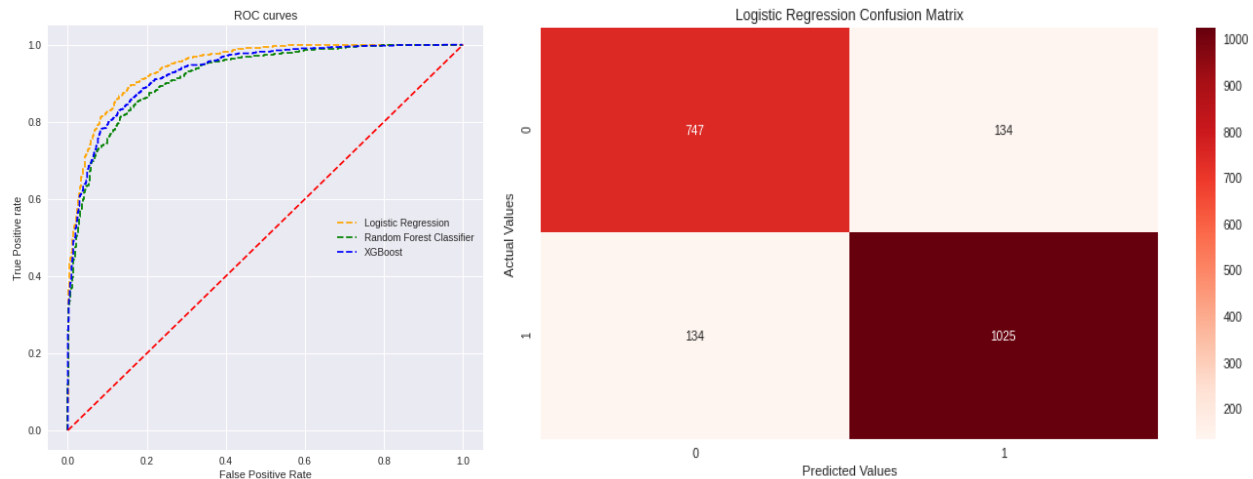 ROC curves
1.0
0.8
0.6
0.4
0.2
0.0
True Positive rate
Logistic Regression
Random Forest Classifier
XGBoost
0.0 0.2 0.4 0.6 0.8 1.0
False Positive Rate
Logistic Regression Confusion Matrix
Actual Values
0
1
747 134
134 1025
0 1
Predicted Values
1000
900
800
700
600
500
400
300
200